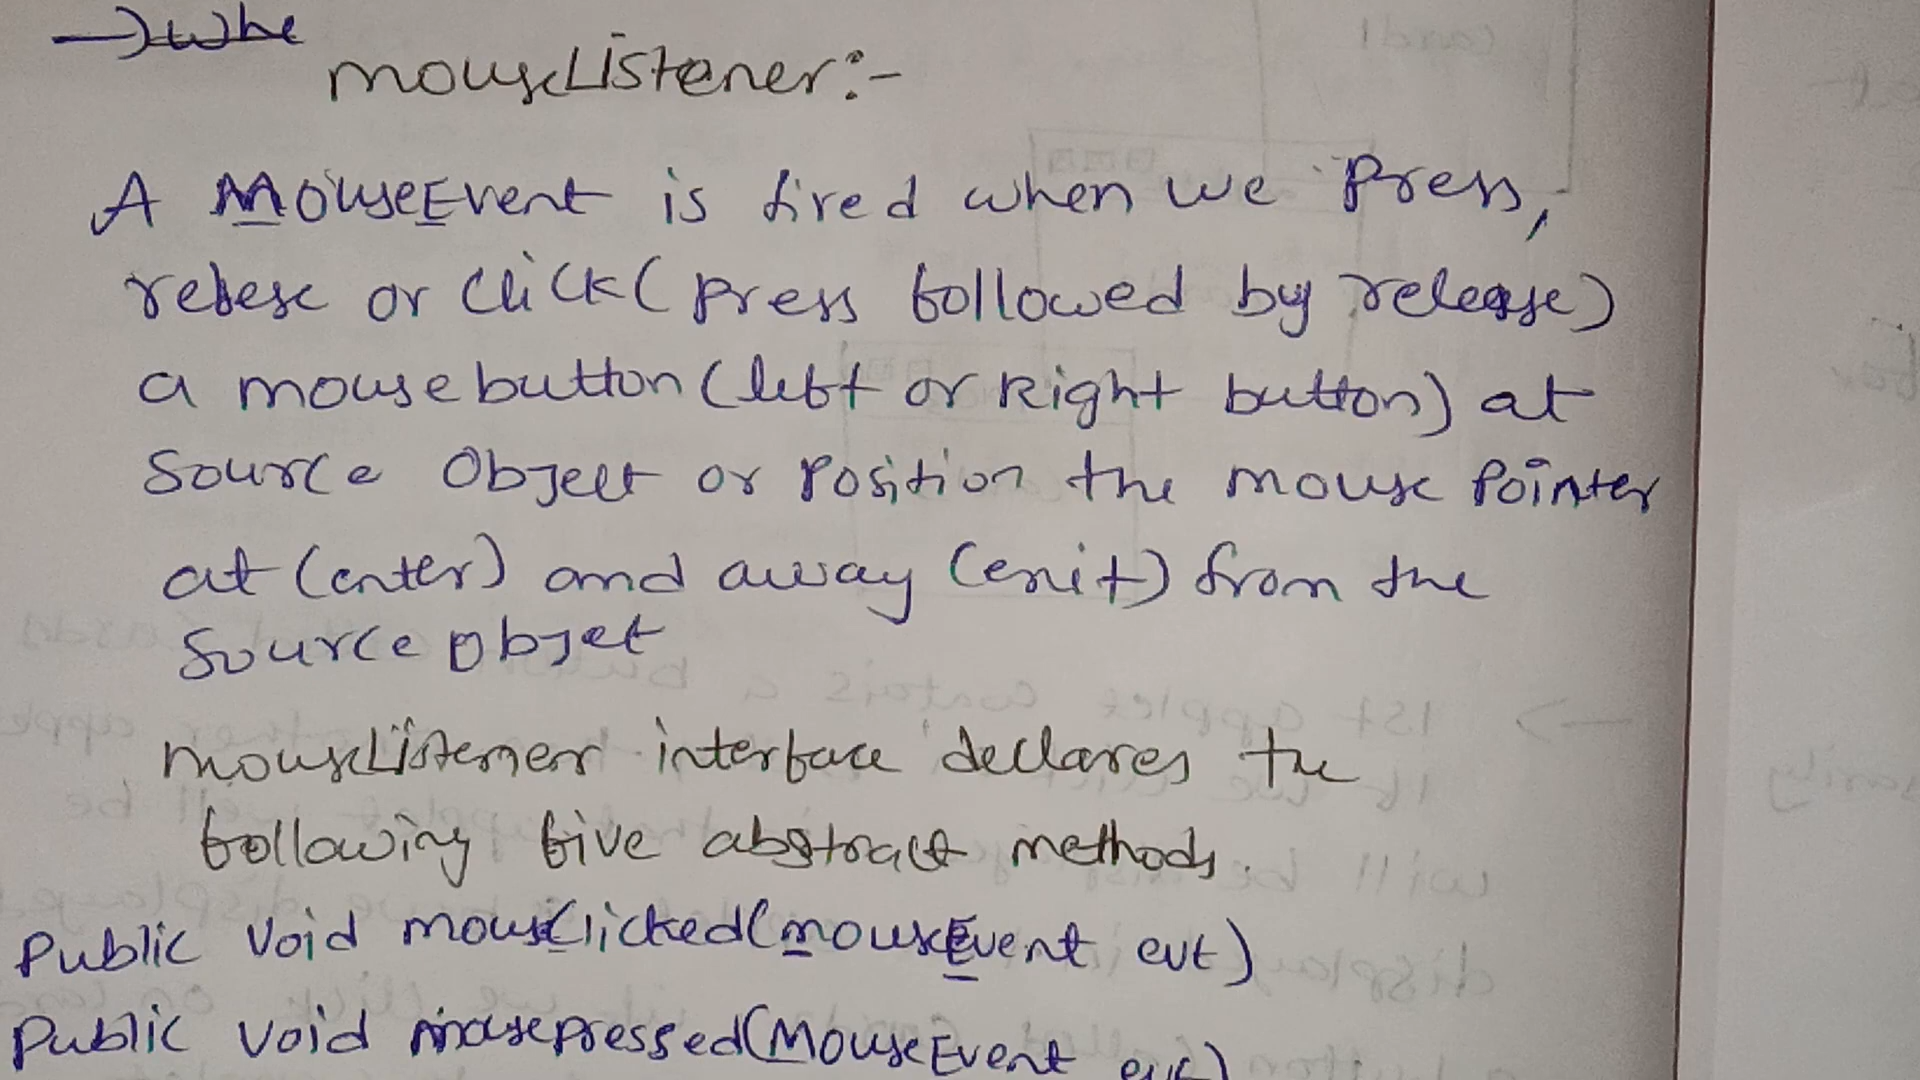 → whe
mouseListener:-
A MouseEvent is fired when we Press,
relese or click ( press followed by release)
a mouse button (left or Right button) at
Source Object or Position the mouse Pointer
at (enter) and away (exit) from the
Source objet
mouseListener interface declares the
following five abstract methods.
Public void mouseClicked(mouseEvent evt)
Public void mousepressed(MouseEvent evt)